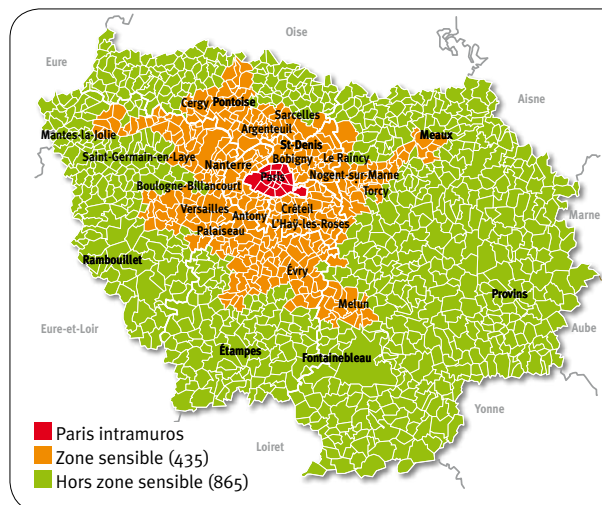 Oise
Eure
Aisne
Cergy Pontoise
Sarcelles
Argenteuil
Mantes-la-Jolie
St-Denis
Meaux
Bobigny
Le Raincy
Saint-Germain-en-Laye
Nanterre
Nogent-sur-Marne
Paris
Boulogne-Billancourt
Torcy
Versailles
Créteil
Marne
Antony
L'Hay-les-Roses
Palaiseau
Rambouillet
Évry
Provins
Melun
Eure-et-Loir
Aube
Étampes
Fontainebleau
Yonne
Paris intramuros
Loiret
Zone sensible (435)
Hors zone sensible (865)